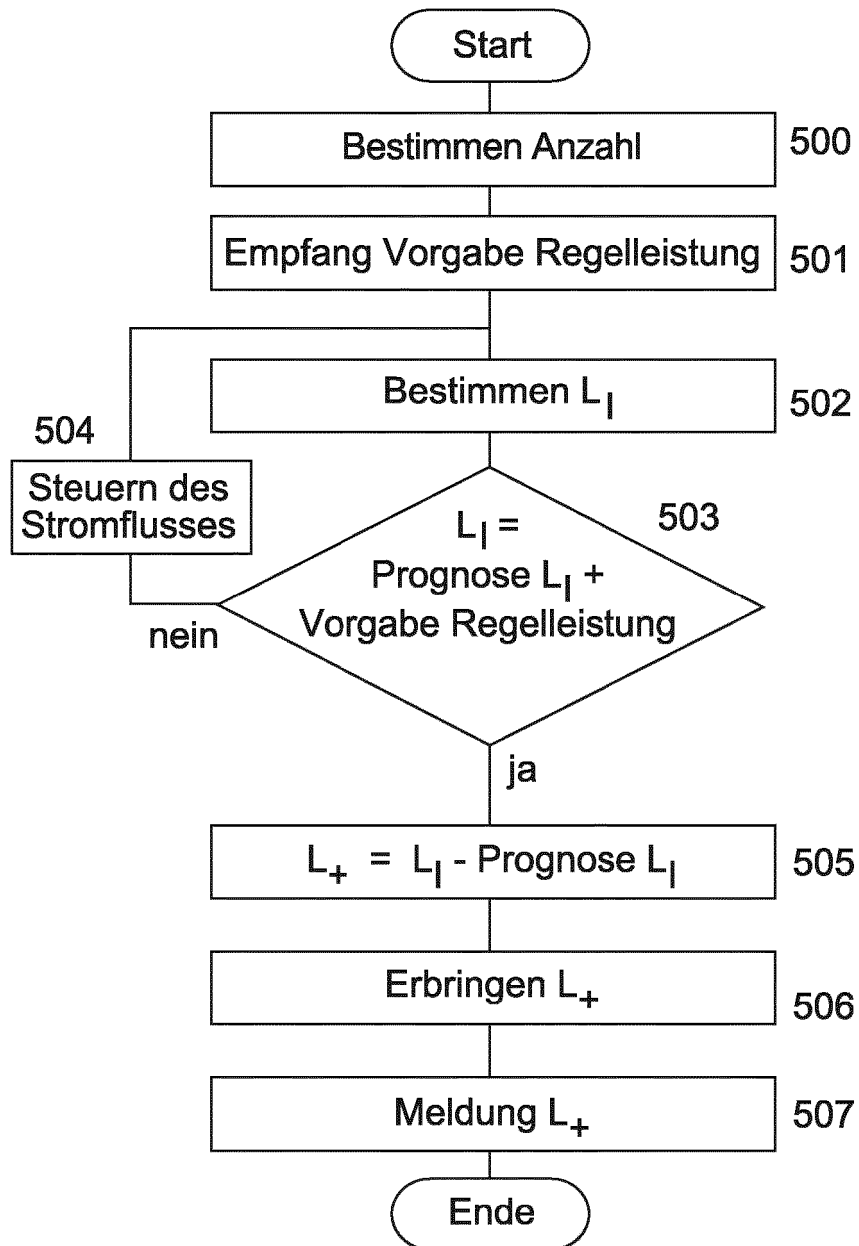 Start
Bestimmen Anzahl
500
Empfang Vorgabe Regelleistung
501
Bestimmen L_I
502
504
Steuern des
Stromflusses
503
L_I =
Prognose L_I +
Vorgabe Regelleistung
nein
ja
L_+ = L_I - Prognose L_I
505
Erbringen L_+
506
Meldung L_+
507
Ende